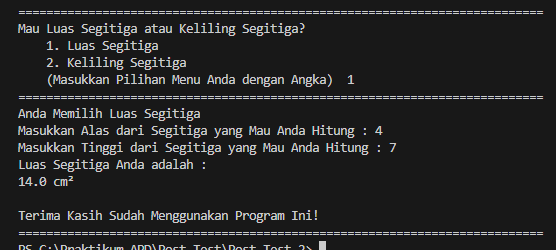 ===========================================================================
Mau Luas Segitiga atau Keliling Segitiga?
    1. Luas Segitiga
    2. Keliling Segitiga
    (Masukkan Pilihan Menu Anda dengan Angka)  1
===========================================================================
Anda Memilih Luas Segitiga
Masukkan Alas dari Segitiga yang Mau Anda Hitung : 4
Masukkan Tinggi dari Segitiga yang Mau Anda Hitung : 7
Luas Segitiga Anda adalah :
14.0 cm²

Terima Kasih Sudah Menggunakan Program Ini!
===========================================================================
PS C:\Praktikum APD\Post Test\Post Test 2>